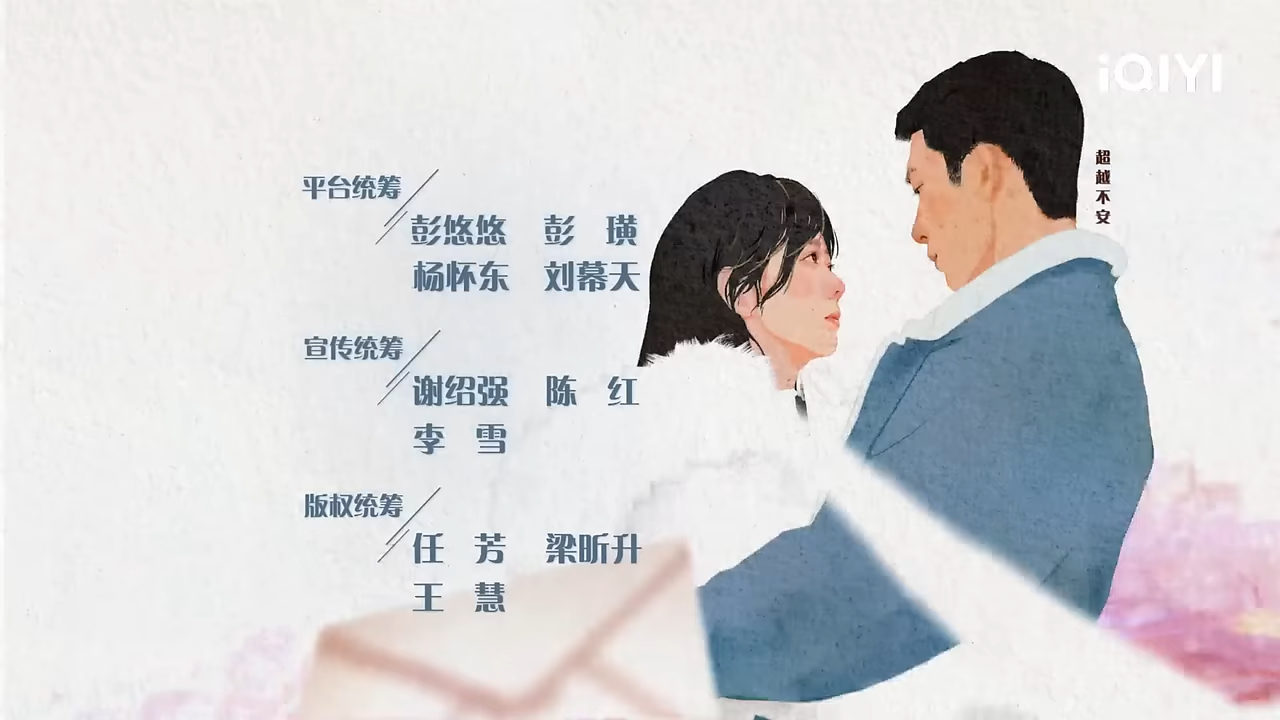 iQIYI
超越不安
平台统筹
彭悠悠 彭 璜
杨怀东 刘幕天
宣传统筹
谢绍强 陈 红
李 雪
版权统筹
任 芳 梁昕升
王 慧